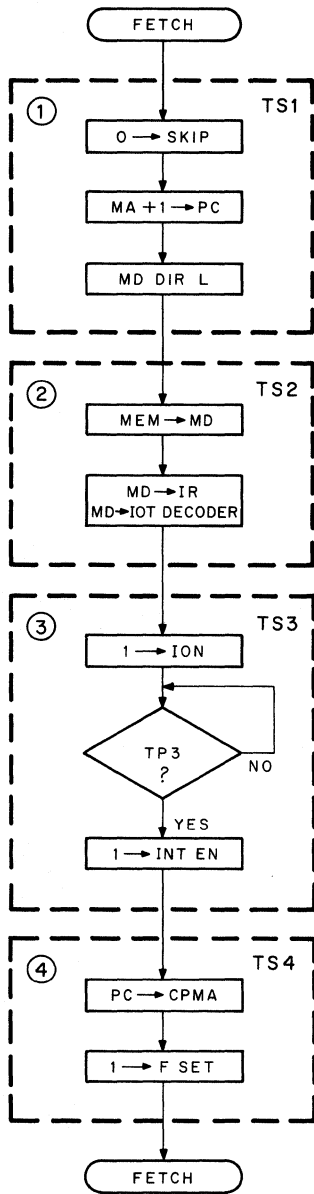 FETCH
① TS1
0 → SKIP
MA +1 → PC
MD DIR L
② TS2
MEM → MD
MD → IR
MD → IOT DECODER
③ TS3
1 → ION
TP3
?
NO
YES
1 → INT EN
④ TS4
PC → CPMA
1 → F SET
FETCH